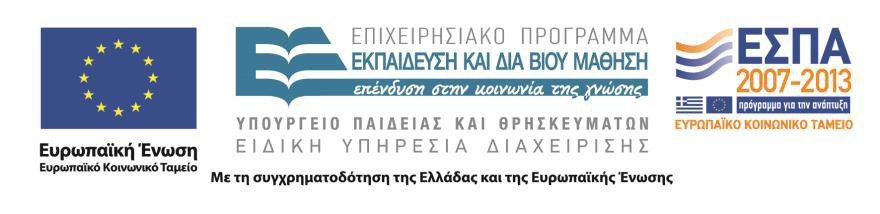 Ευρωπαϊκή Ένωση
Ευρωπαϊκό Κοινωνικό Ταμείο
ΕΠΙΧΕΙΡΗΣΙΑΚΟ ΠΡΟΓΡΑΜΜΑ
ΕΚΠΑΙΔΕΥΣΗ ΚΑΙ ΔΙΑ ΒΙΟΥ ΜΑΘΗΣΗ
επένδυση στην κοινωνία της γνώσης
ΥΠΟΥΡΓΕΙΟ ΠΑΙΔΕΙΑΣ ΚΑΙ ΘΡΗΣΚΕΥΜΑΤΩΝ
ΕΙΔΙΚΗ ΥΠΗΡΕΣΙΑ ΔΙΑΧΕΙΡΙΣΗΣ
ΕΣΠΑ
2007-2013
πρόγραμμα για την ανάπτυξη
ΕΥΡΩΠΑΪΚΟ ΚΟΙΝΩΝΙΚΟ ΤΑΜΕΙΟ
Με τη συγχρηματοδότηση της Ελλάδας και της Ευρωπαϊκής Ένωσης